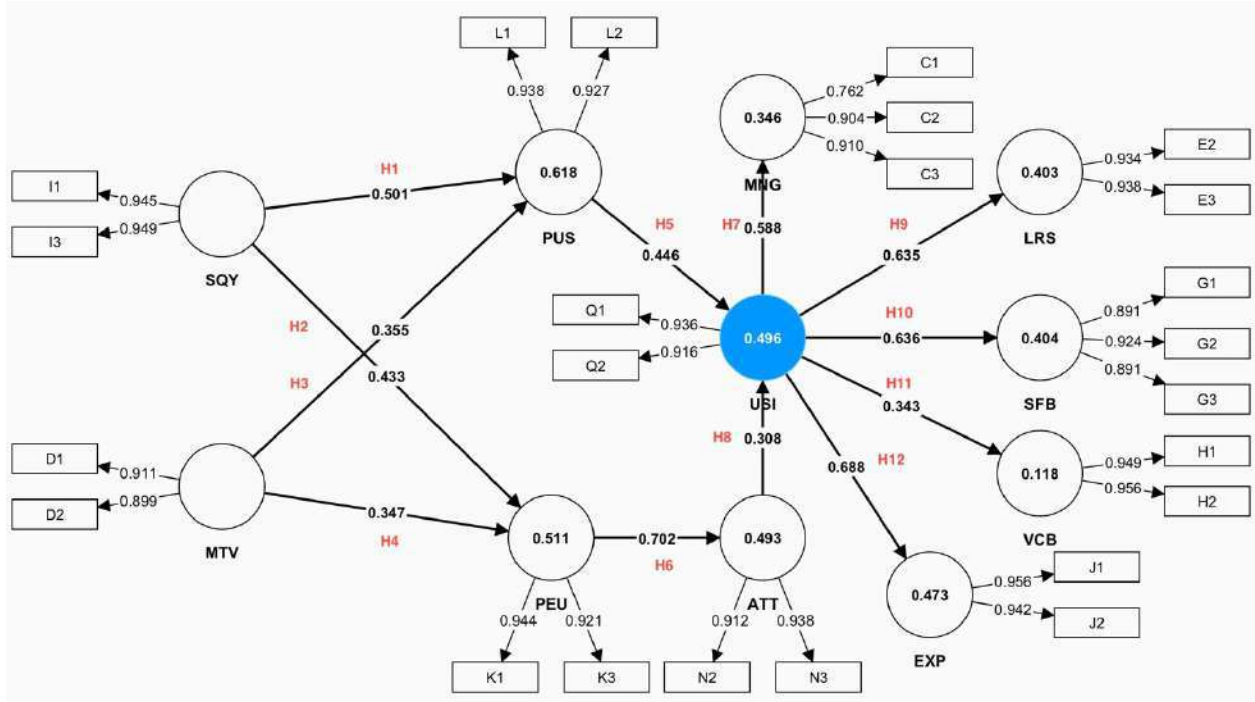 L1
L2
0.938
0.927
C1
0.762
C2
0.904
0.910
C3
0.346
MNG
E2
0.934
0.403
0.938
E3
LRS
I1
0.945
0.949
I3
SQY
H1
0.501
0.618
PUS
H5
0.446
H7
0.588
H9
0.635
H2
0.355
H3
0.433
Q1
0.936
0.916
Q2
0.496
USI
H10
0.636
G1
0.891
0.404
0.924
G2
0.891
G3
SFB
H11
0.343
H8
0.308
0.688
H12
H1
0.949
0.118
0.956
H2
VCB
D1
0.911
0.899
D2
MTV
0.347
H4
0.511
PEU
0.702
H6
0.493
ATT
J1
0.956
0.473
0.942
J2
EXP
0.944
0.921
0.912
0.938
K1
K3
N2
N3